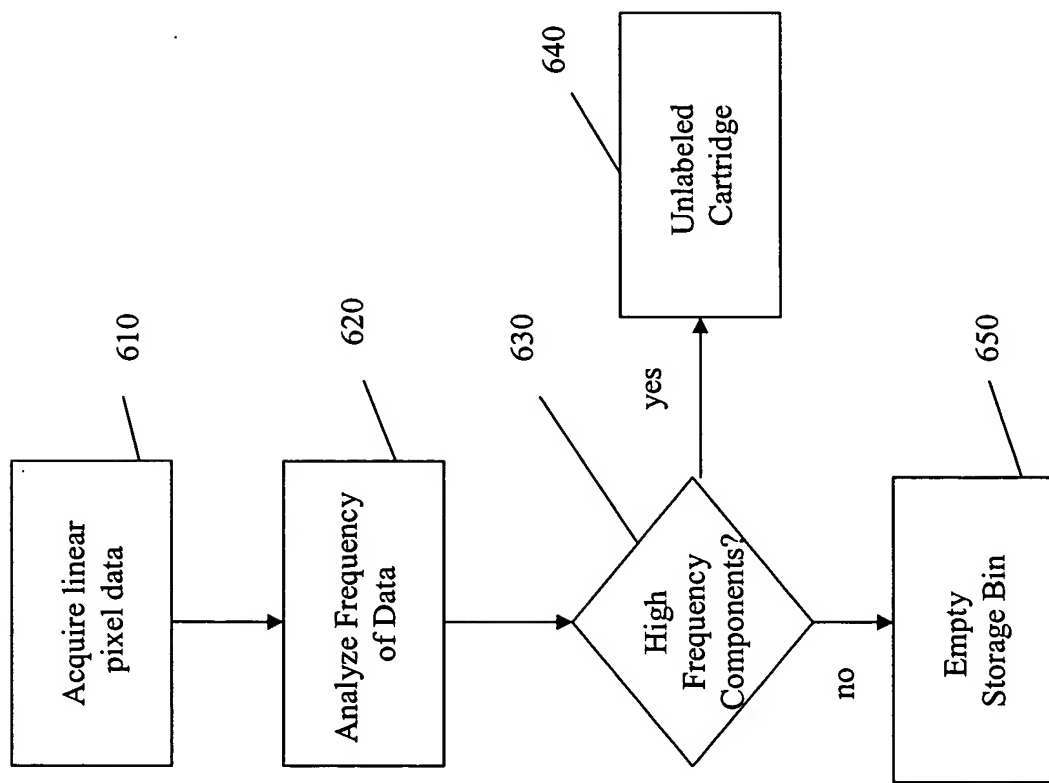 Acquire linear
pixel data
610
Analyze Frequency
of Data
620
High
Frequency
Components?
630
yes
Unlabeled
Cartridge
640
no
Empty
Storage Bin
650